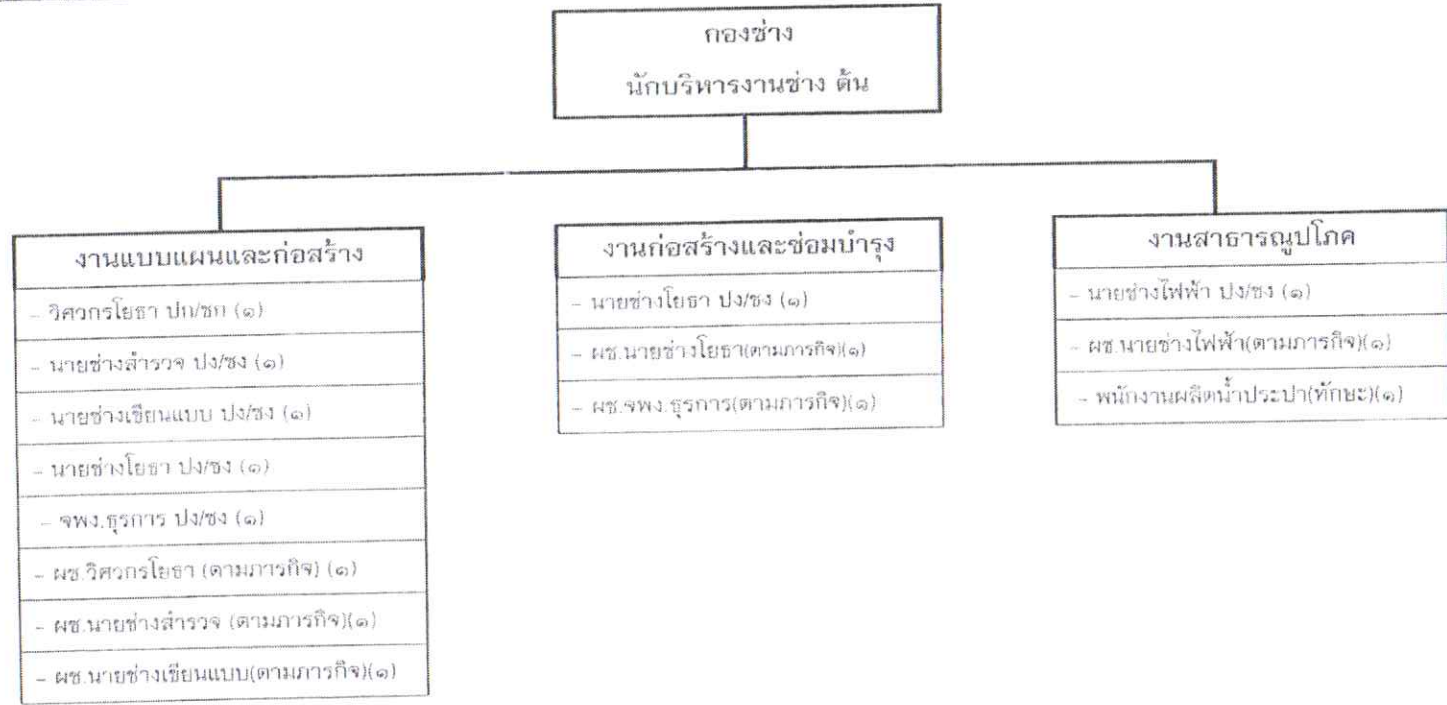 กองช่าง
นักบริหารงานช่าง ต้น
งานแบบแผนและก่อสร้าง
- วิศวกรโยธา ปก/ชก (๑)
- นายช่างสำรวจ ปง/ชง (๑)
- นายช่างเขียนแบบ ปง/ชง (๑)
- นายช่างโยธา ปง/ชง (๑)
- จพง.ธุรการ ปง/ชง (๑)
- ผช.วิศวกรโยธา (ตามภารกิจ) (๑)
- ผช.นายช่างสำรวจ (ตามภารกิจ)(๑)
- ผช.นายช่างเขียนแบบ(ตามภารกิจ)(๑)
งานก่อสร้างและซ่อมบำรุง
- นายช่างโยธา ปง/ชง (๑)
- ผช.นายช่างโยธา(ตามภารกิจ)(๑)
- ผช.จพง.ธุรการ(ตามภารกิจ)(๑)
งานสาธารณูปโภค
- นายช่างไฟฟ้า ปง/ชง (๑)
- ผช.นายช่างไฟฟ้า(ตามภารกิจ)(๑)
- พนักงานผลิตน้ำประปา(ทักษะ)(๑)